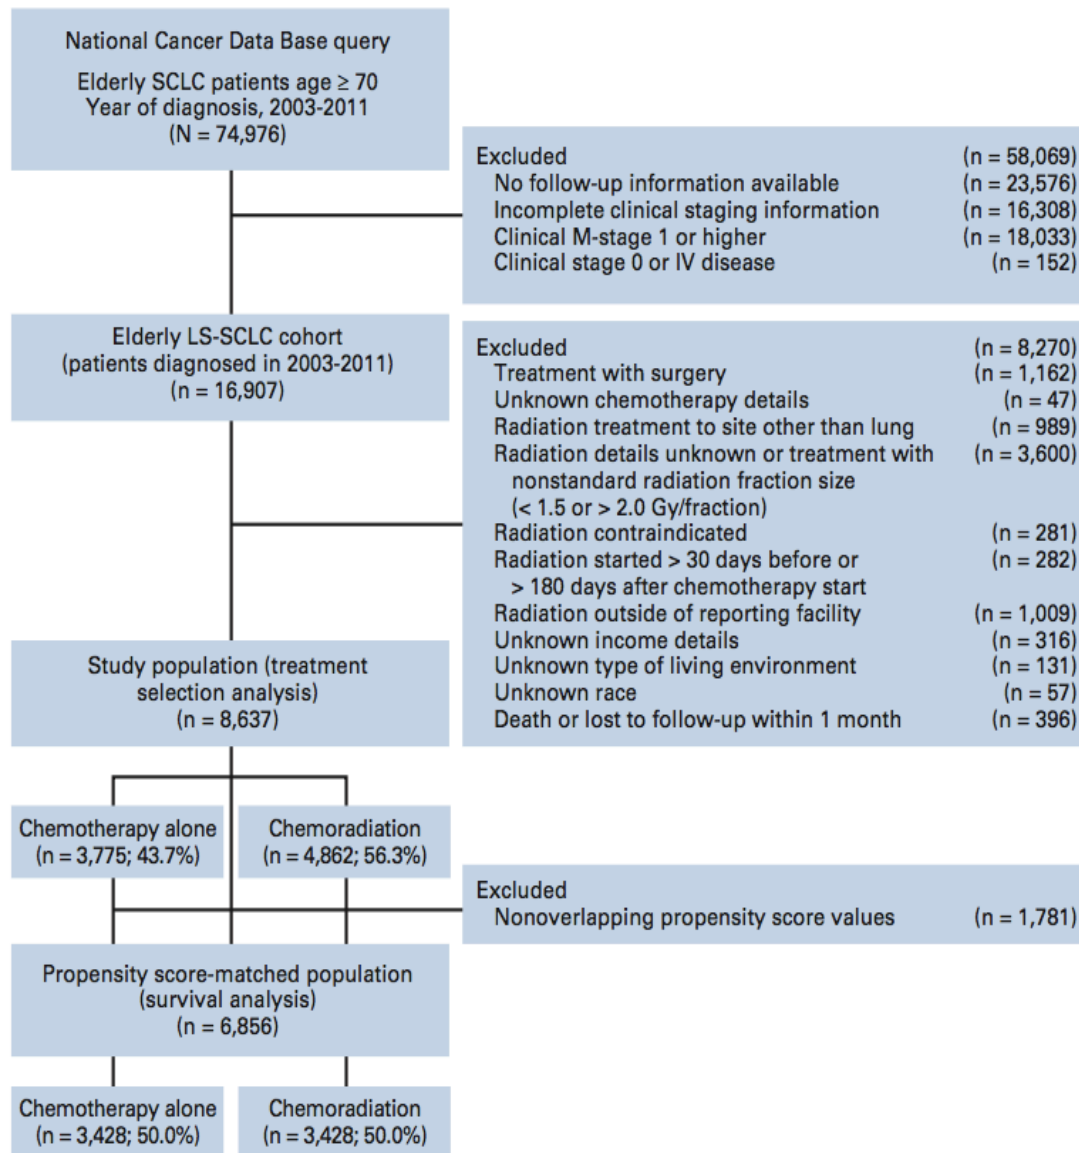 National Cancer Data Base query
Elderly SCLC patients age ≥ 70
Year of diagnosis, 2003-2011
(N = 74,976)
Excluded (n = 58,069)
No follow-up information available (n = 23,576)
Incomplete clinical staging information (n = 16,308)
Clinical M-stage 1 or higher (n = 18,033)
Clinical stage 0 or IV disease (n = 152)
Elderly LS-SCLC cohort
(patients diagnosed in 2003-2011)
(n = 16,907)
Excluded (n = 8,270)
Treatment with surgery (n = 1,162)
Unknown chemotherapy details (n = 47)
Radiation treatment to site other than lung (n = 989)
Radiation details unknown or treatment with (n = 3,600)
nonstandard radiation fraction size
(< 1.5 or > 2.0 Gy/fraction)
Radiation contraindicated (n = 281)
Radiation started > 30 days before or (n = 282)
> 180 days after chemotherapy start
Radiation outside of reporting facility (n = 1,009)
Unknown income details (n = 316)
Unknown type of living environment (n = 131)
Unknown race (n = 57)
Death or lost to follow-up within 1 month (n = 396)
Study population (treatment
selection analysis)
(n = 8,637)
Chemotherapy alone
(n = 3,775; 43.7%)
Chemoradiation
(n = 4,862; 56.3%)
Excluded
Nonoverlapping propensity score values (n = 1,781)
Propensity score-matched population
(survival analysis)
(n = 6,856)
Chemotherapy alone
(n = 3,428; 50.0%)
Chemoradiation
(n = 3,428; 50.0%)